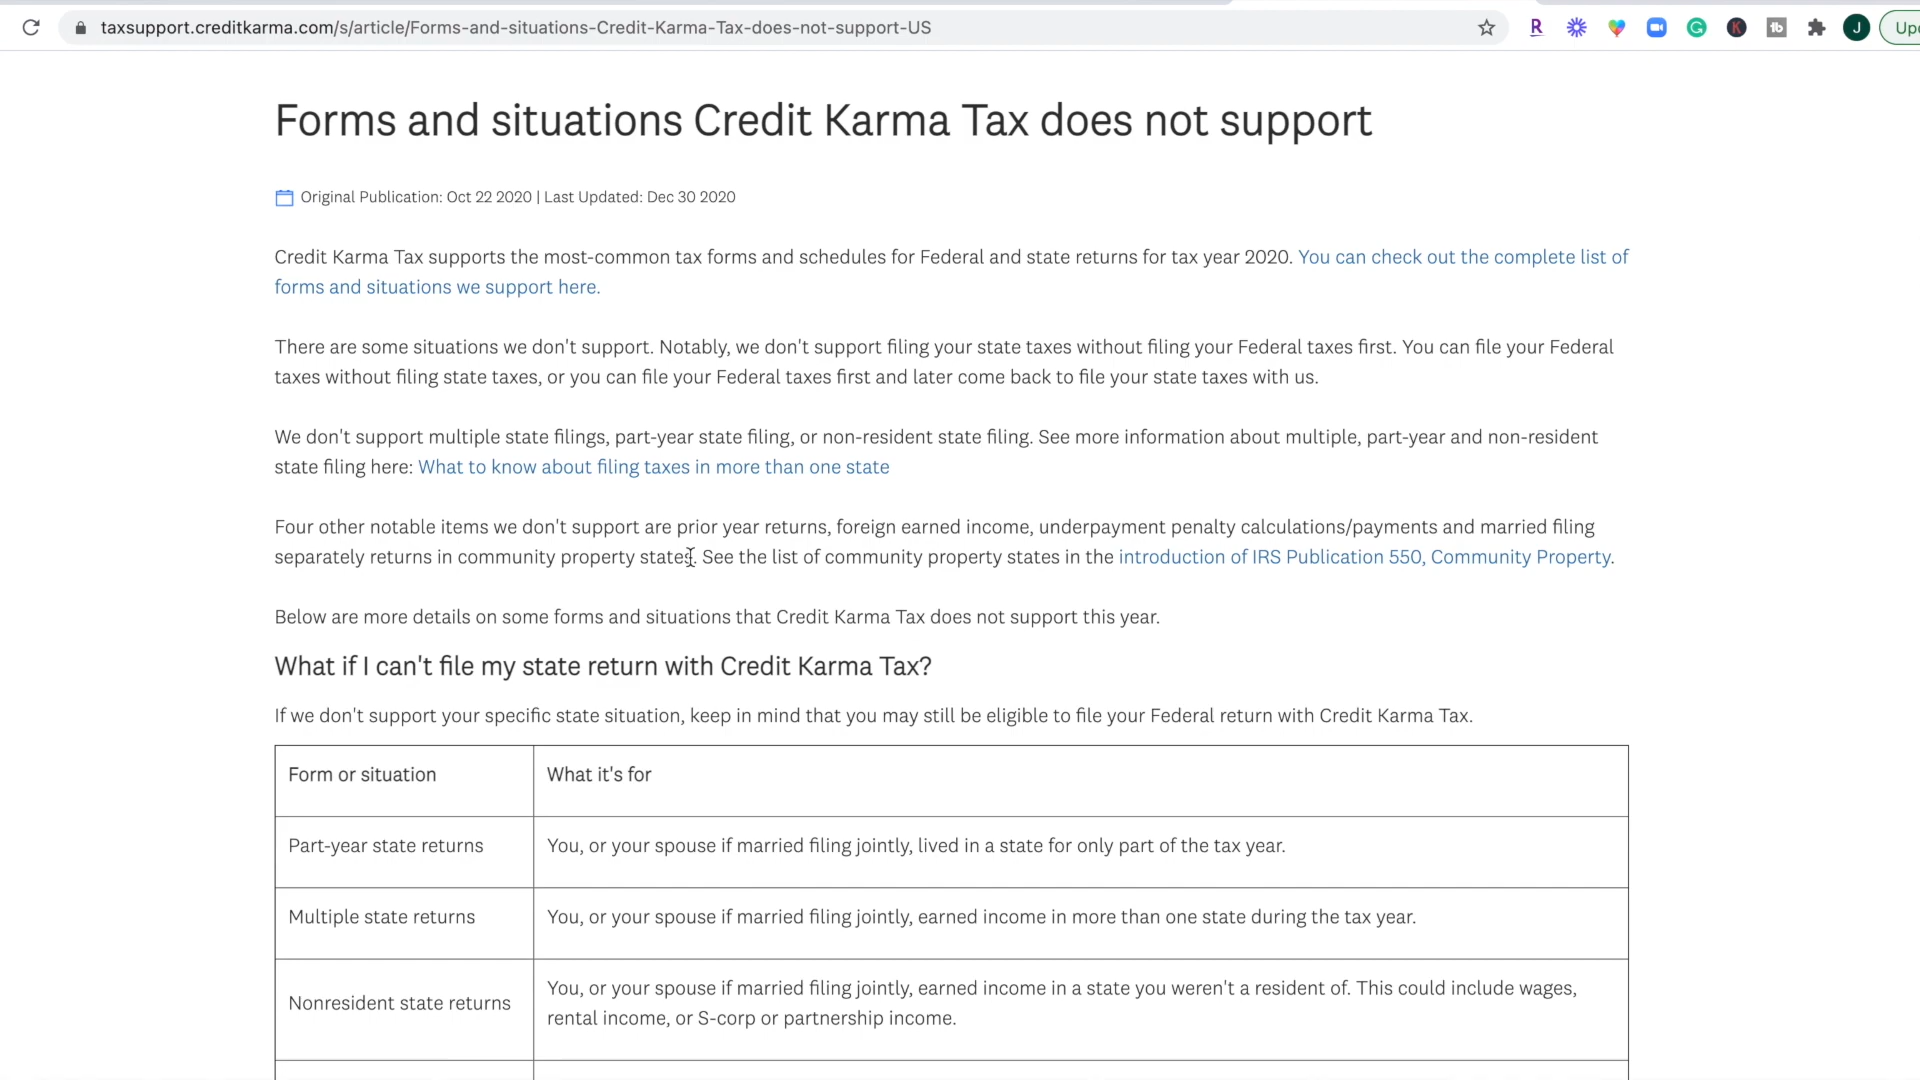 taxsupport.creditkarma.com/s/article/Forms-and-situations-Credit-Karma-Tax-does-not-support-US
R
G
K
tb
J
Forms and situations Credit Karma Tax does not support
Original Publication: Oct 22 2020 | Last Updated: Dec 30 2020
Credit Karma Tax supports the most-common tax forms and schedules for Federal and state returns for tax year 2020. You can check out the complete list of
forms and situations we support here.
There are some situations we don't support. Notably, we don't support filing your state taxes without filing your Federal taxes first. You can file your Federal
taxes without filing state taxes, or you can file your Federal taxes first and later come back to file your state taxes with us.
We don't support multiple state filings, part-year state filing, or non-resident state filing. See more information about multiple, part-year and non-resident
state filing here: What to know about filing taxes in more than one state
Four other notable items we don't support are prior year returns, foreign earned income, underpayment penalty calculations/payments and married filing
separately returns in community property states. See the list of community property states in the introduction of IRS Publication 550, Community Property.
Below are more details on some forms and situations that Credit Karma Tax does not support this year.
What if I can't file my state return with Credit Karma Tax?
If we don't support your specific state situation, keep in mind that you may still be eligible to file your Federal return with Credit Karma Tax.
Form or situation
What it's for
Part-year state returns
You, or your spouse if married filing jointly, lived in a state for only part of the tax year.
Multiple state returns
You, or your spouse if married filing jointly, earned income in more than one state during the tax year.
Nonresident state returns
You, or your spouse if married filing jointly, earned income in a state you weren't a resident of. This could include wages,
rental income, or S-corp or partnership income.